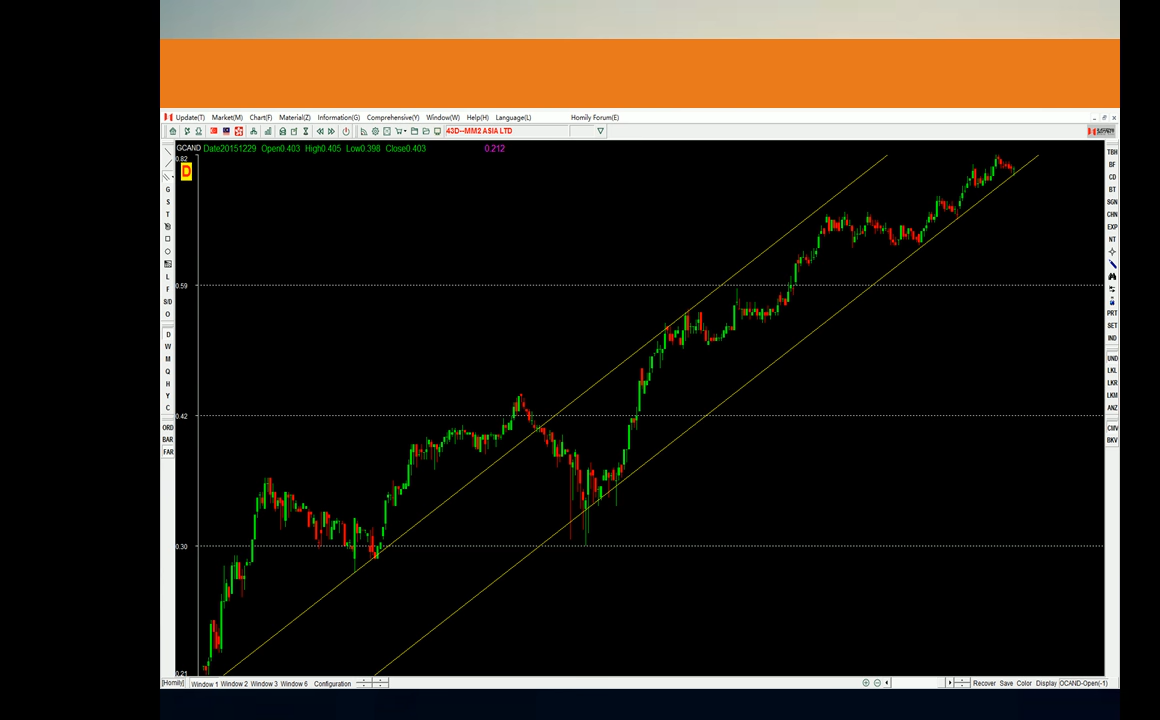 Update(T) Market(M) Chart(F) Material(Z) Information(G) Comprehensive(Y) Window(W) Help(H) Language(L) Homily Forum(E)
43D--MM2 ASIA LTD
GCAND Date20151229 Open0.403 High0.405 Low0.398 Close0.403 0.212
0.82
D
0.59
0.42
0.30
0.21
G
S
T
L
F
S/D
O
D
W
M
Q
H
Y
C
ORD
BAR
FAR
TBH
BF
CD
BT
SGN
CHN
EXP
NT
PRT
SET
IND
UND
LKL
LKR
LKM
ANZ
CMV
BKV
[Homily] Window 1 Window 2 Window 3 Window 6 Configuration Recover Save Color Display GCAND-Open(-1)